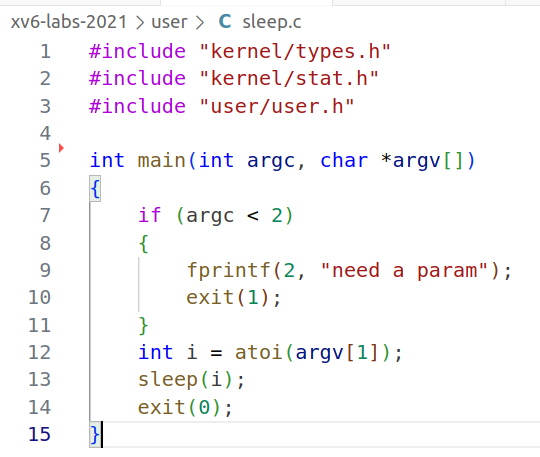 xv6-labs-2021 > user > C sleep.c
1 #include "kernel/types.h"
2 #include "kernel/stat.h"
3 #include "user/user.h"
4
5 int main(int argc, char *argv[])
6 {
7     if (argc < 2)
8     {
9         fprintf(2, "need a param");
10         exit(1);
11     }
12     int i = atoi(argv[1]);
13     sleep(i);
14     exit(0);
15 }